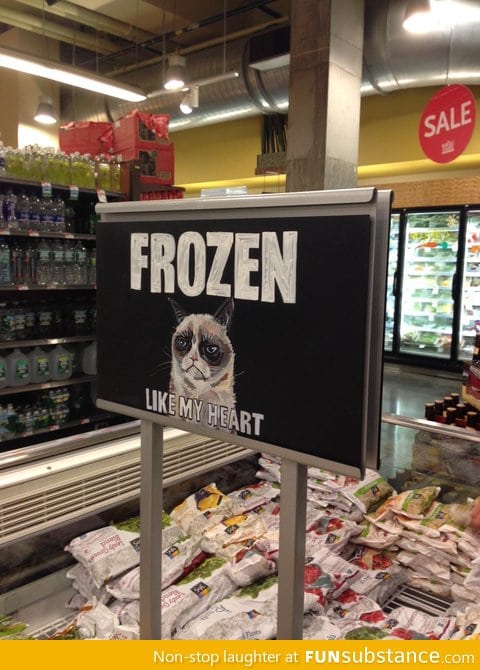 SALE
FROZEN
LIKE MY HEART
Non-stop laughter at FUNsubstance.com